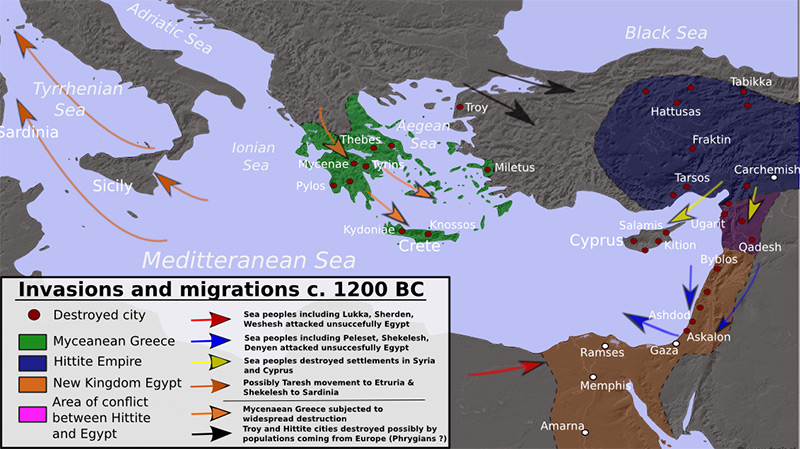 Adriatic Sea
Black Sea
Tyrrhenian
Sea
Tabikka
Troy
Hattusas
Sardinia
Aegean
Sea
Thebes
Fraktin
Ionian
Sea
Mycenae
Tyrins
Miletus
Carchemish
Sicily
Pylos
Tarsos
Kydoniae
Knossos
Salamis
Ugarit
Crete
Cyprus
Kition
Qadesh
Meditteranean Sea
Byblos
Invasions and migrations c. 1200 BC
Destroyed city
Myceanean Greece
Hittite Empire
New Kingdom Egypt
Area of conflict
between Hittite
and Egypt
Sea peoples including Lukka, Sherden,
Weshesh attacked unsuccefully Egypt
Sea peoples including Peleset, Shekelesh,
Denyen attacked unsuccesfully Egypt
Sea peoples destroyed settlements in Syria
and Cyprus
Possibly Taresh movement to Etruria &
Shekelesh to Sardinia
Mycenaean Greece subjected to
widespread destruction
Troy and Hittite cities destroyed possibly by
populations coming from Europe (Phrygians ?)
Ashdod
Askalon
Gaza
Ramses
Memphis
Amarna